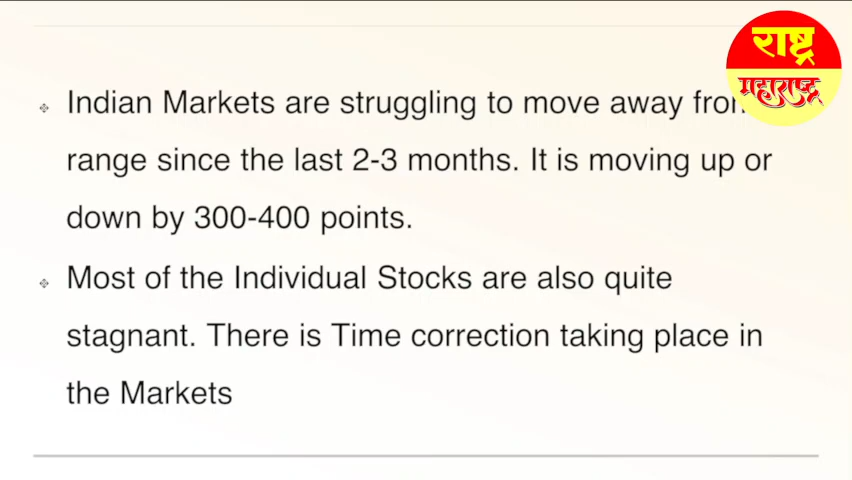 राष्ट्र
महाराष्ट्र
Indian Markets are struggling to move away
range since the last 2-3 months. It is moving up or
down by 300-400 points.
Most of the Individual Stocks are also quite
stagnant. There is Time correction taking place in
the Markets